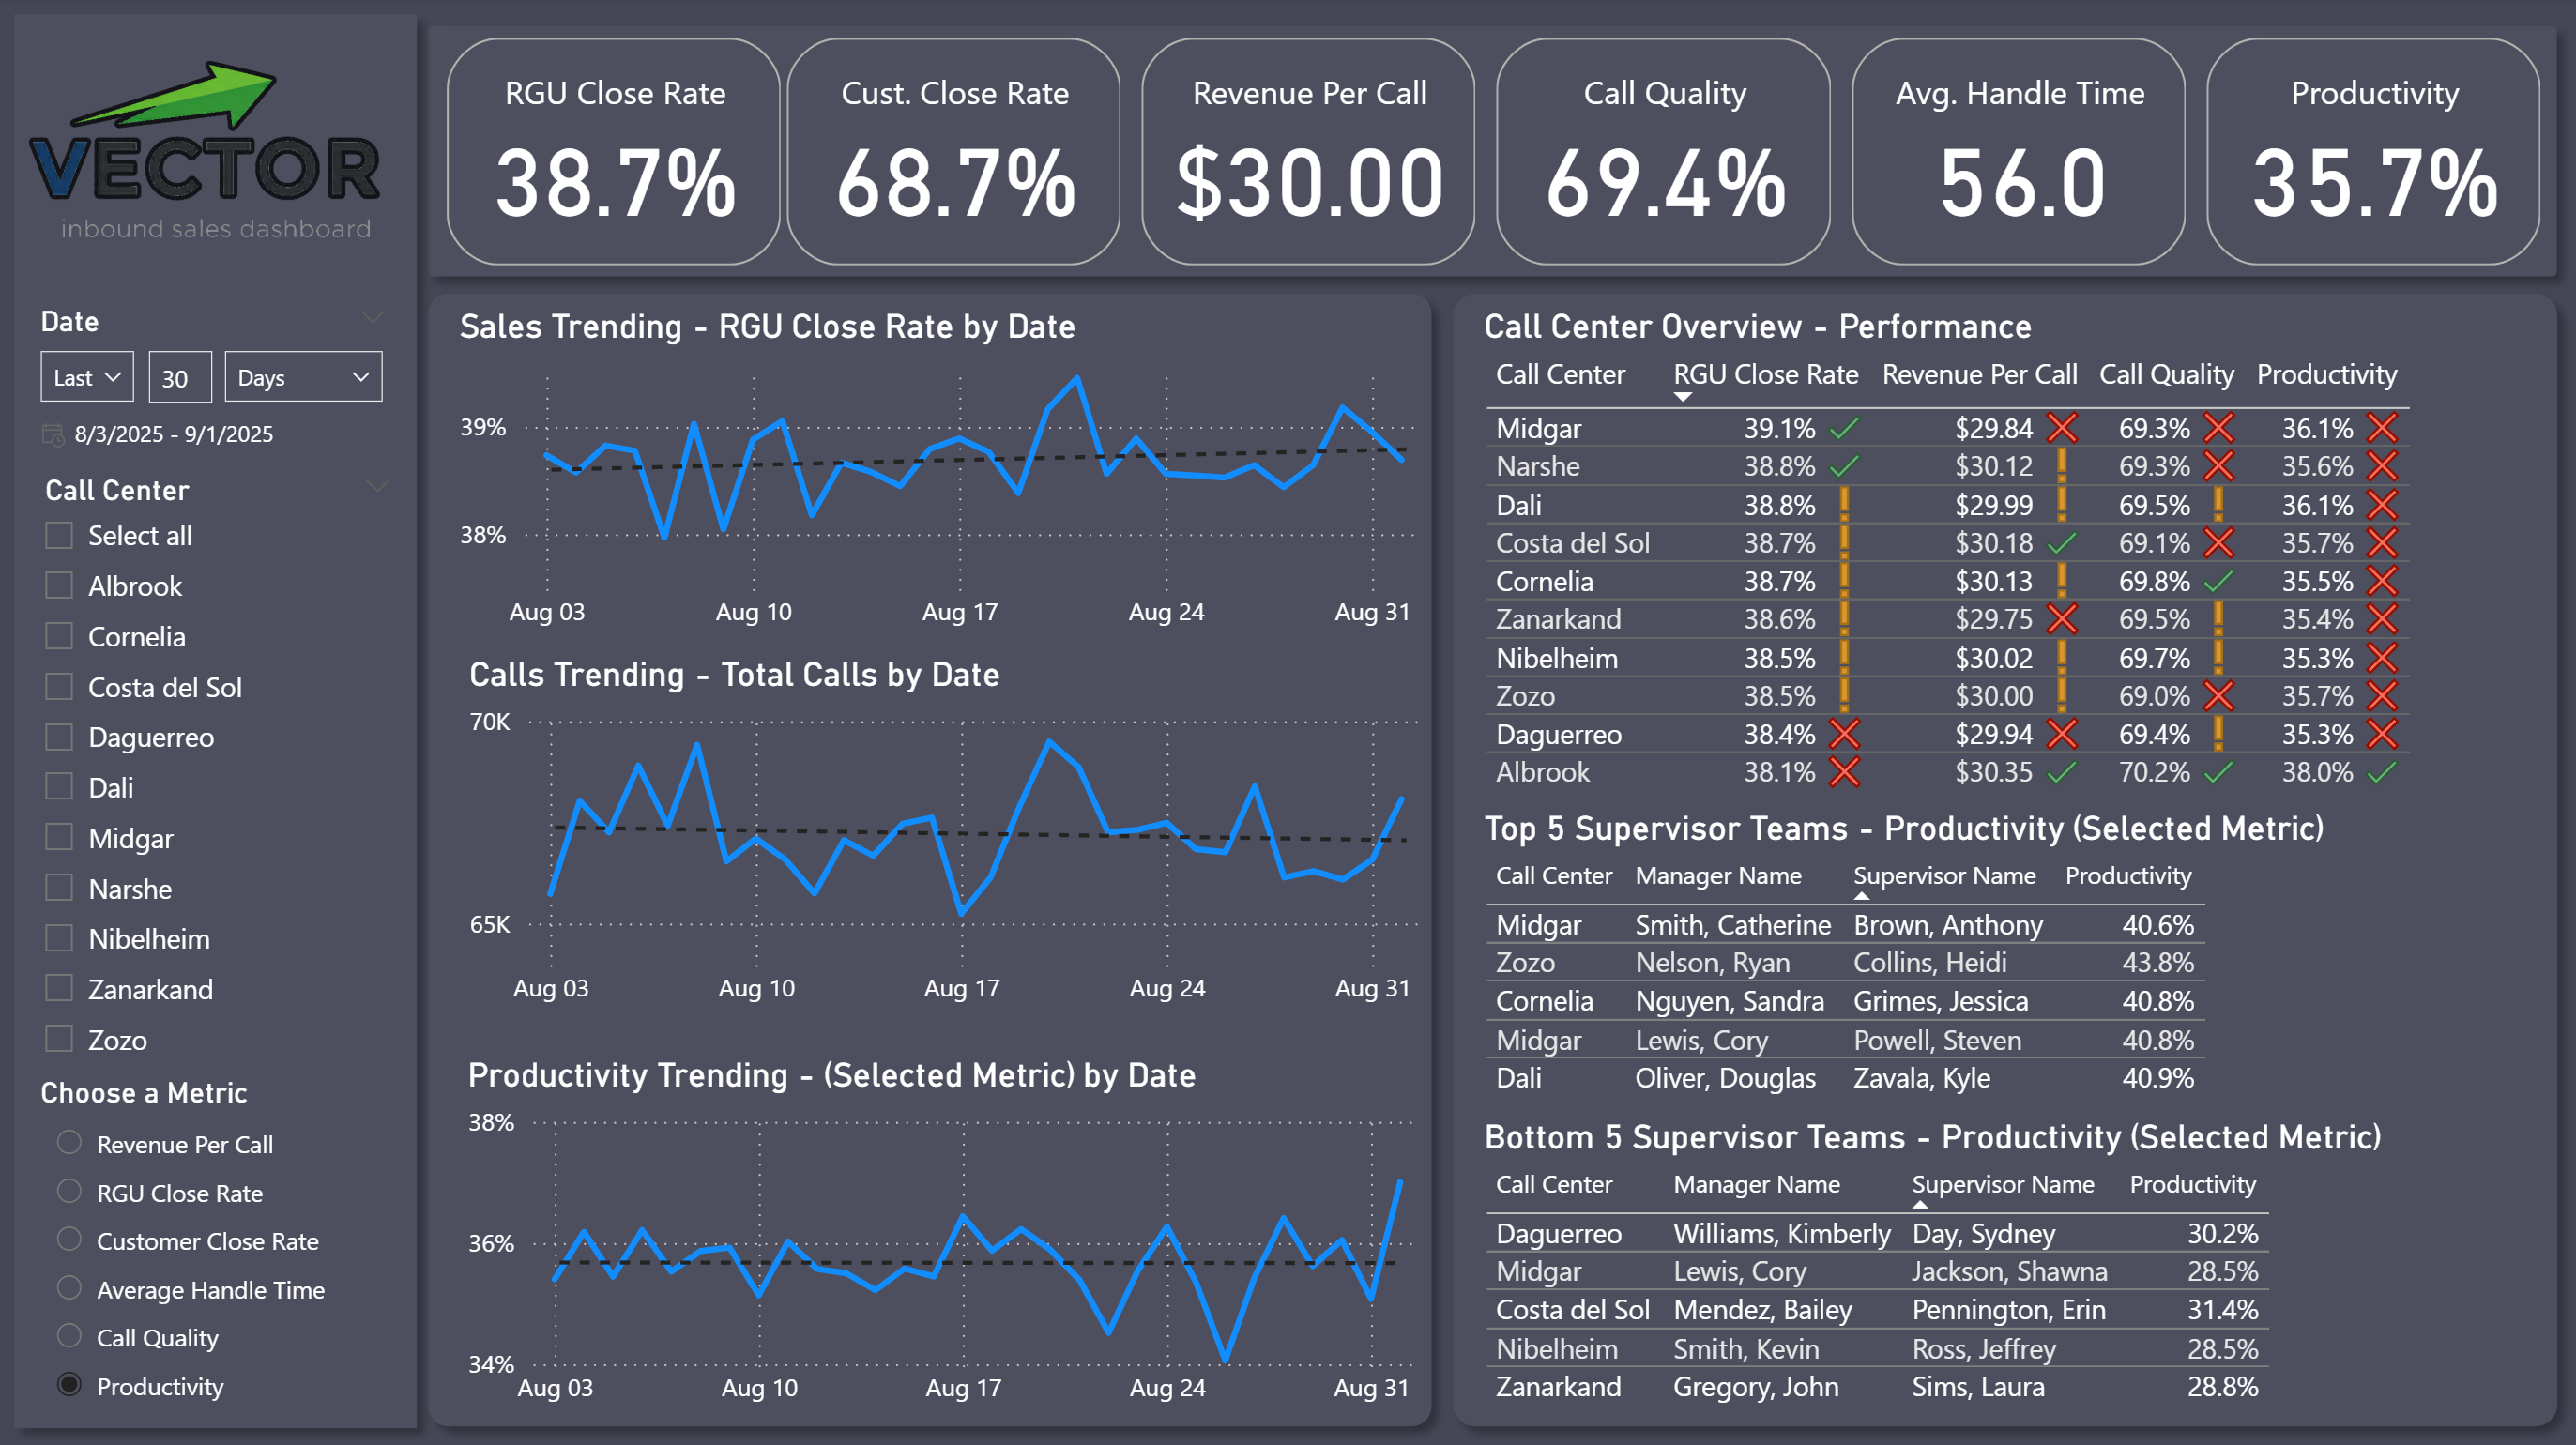 VECTOR
inbound sales dashboard
Date
Last 30 Days
8/3/2025 - 9/1/2025
Call Center
Select all
Albrook
Cornelia
Costa del Sol
Daguerreo
Dali
Midgar
Narshe
Nibelheim
Zanarkand
Zozo
Choose a Metric
Revenue Per Call
RGU Close Rate
Customer Close Rate
Average Handle Time
Call Quality
Productivity
RGU Close Rate
38.7%
Cust. Close Rate
68.7%
Revenue Per Call
$30.00
Call Quality
69.4%
Avg. Handle Time
56.0
Productivity
35.7%
Sales Trending - RGU Close Rate by Date
39%
38%
Aug 03 Aug 10 Aug 17 Aug 24 Aug 31
Calls Trending - Total Calls by Date
70K
65K
Aug 03 Aug 10 Aug 17 Aug 24 Aug 31
Productivity Trending - (Selected Metric) by Date
38%
36%
34%
Aug 03 Aug 10 Aug 17 Aug 24 Aug 31
Call Center Overview - Performance
Call Center RGU Close Rate Revenue Per Call Call Quality Productivity
Midgar 39.1% $29.84 69.3% 36.1%
Narshe 38.8% $30.12 69.3% 35.6%
Dali 38.8% $29.99 69.5% 36.1%
Costa del Sol 38.7% $30.18 69.1% 35.7%
Cornelia 38.7% $30.13 69.8% 35.5%
Zanarkand 38.6% $29.75 69.5% 35.4%
Nibelheim 38.5% $30.02 69.7% 35.3%
Zozo 38.5% $30.00 69.0% 35.7%
Daguerreo 38.4% $29.94 69.4% 35.3%
Albrook 38.1% $30.35 70.2% 38.0%
Top 5 Supervisor Teams - Productivity (Selected Metric)
Call Center Manager Name Supervisor Name Productivity
Midgar Smith, Catherine Brown, Anthony 40.6%
Zozo Nelson, Ryan Collins, Heidi 43.8%
Cornelia Nguyen, Sandra Grimes, Jessica 40.8%
Midgar Lewis, Cory Powell, Steven 40.8%
Dali Oliver, Douglas Zavala, Kyle 40.9%
Bottom 5 Supervisor Teams - Productivity (Selected Metric)
Call Center Manager Name Supervisor Name Productivity
Daguerreo Williams, Kimberly Day, Sydney 30.2%
Midgar Lewis, Cory Jackson, Shawna 28.5%
Costa del Sol Mendez, Bailey Pennington, Erin 31.4%
Nibelheim Smith, Kevin Ross, Jeffrey 28.5%
Zanarkand Gregory, John Sims, Laura 28.8%